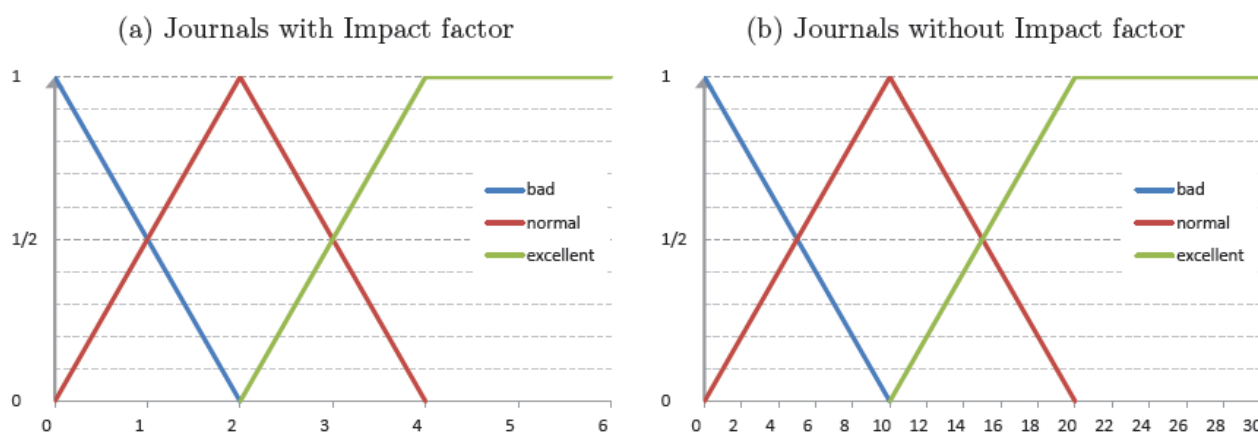 (a) Journals with Impact factor
1
1/2
0
bad
normal
excellent
0 1 2 3 4 5 6
(b) Journals without Impact factor
1
1/2
0
bad
normal
excellent
0 2 4 6 8 10 12 14 16 18 20 22 24 26 28 30